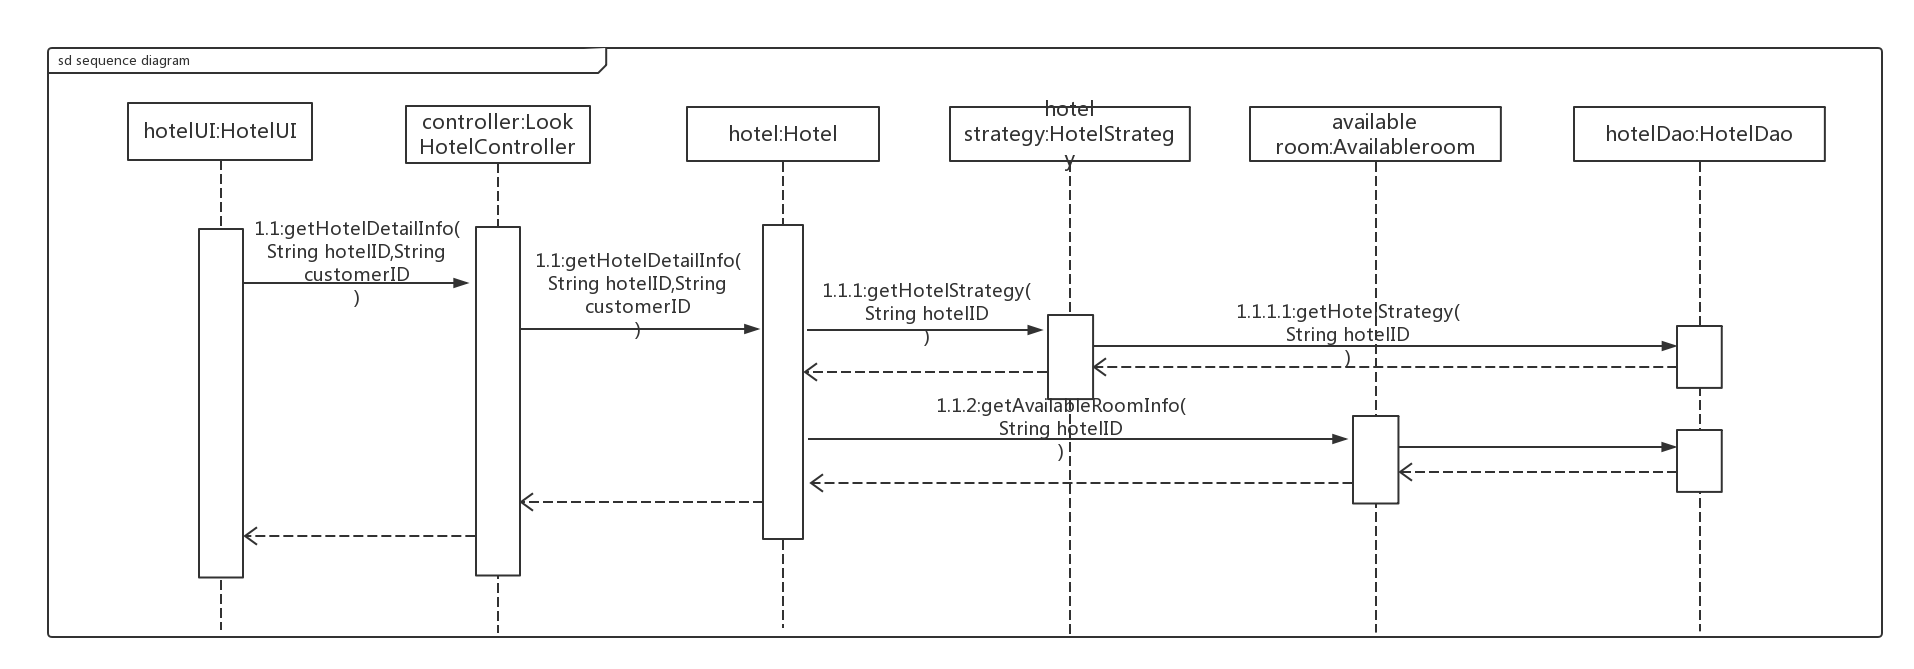 sd sequence diagram
hotelUI:HotelUI
controller:Look
HotelController
hotel:Hotel
hotel
strategy:HotelStrateg
y
available
room:Availableroom
hotelDao:HotelDao
1.1:getHotelDetailInfo(
String hotelID,String
customerID
)
1.1:getHotelDetailInfo(
String hotelID,String
customerID
)
1.1.1:getHotelStrategy(
String hotelID
)
1.1.1.1:getHotelStrategy(
String hotelID
)
1.1.2:getAvailableRoomInfo(
String hotelID
)